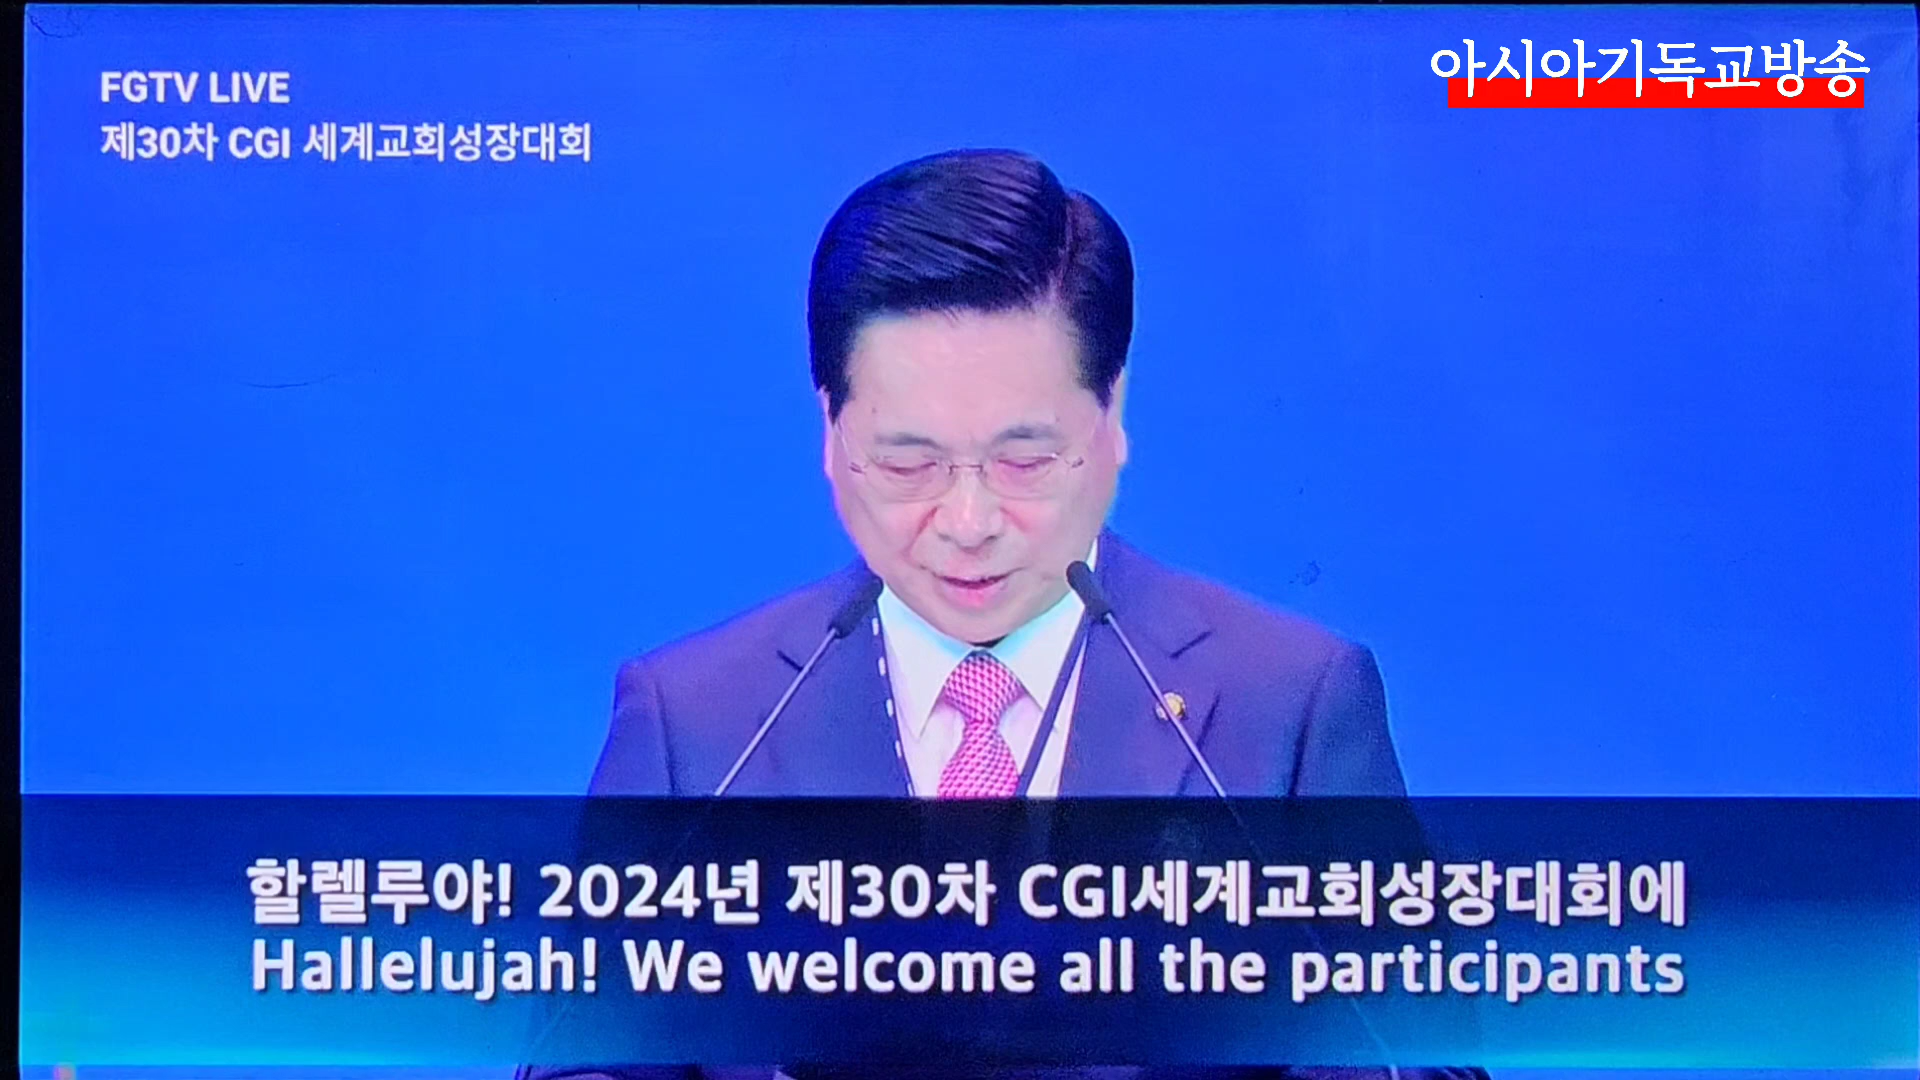 FGTV LIVE
제30차 CGI 세계교회성장대회
아시아기독교방송
할렐루야! 2024년 제30차 CGI세계교회성장대회에
Hallelujah! We welcome all the participants